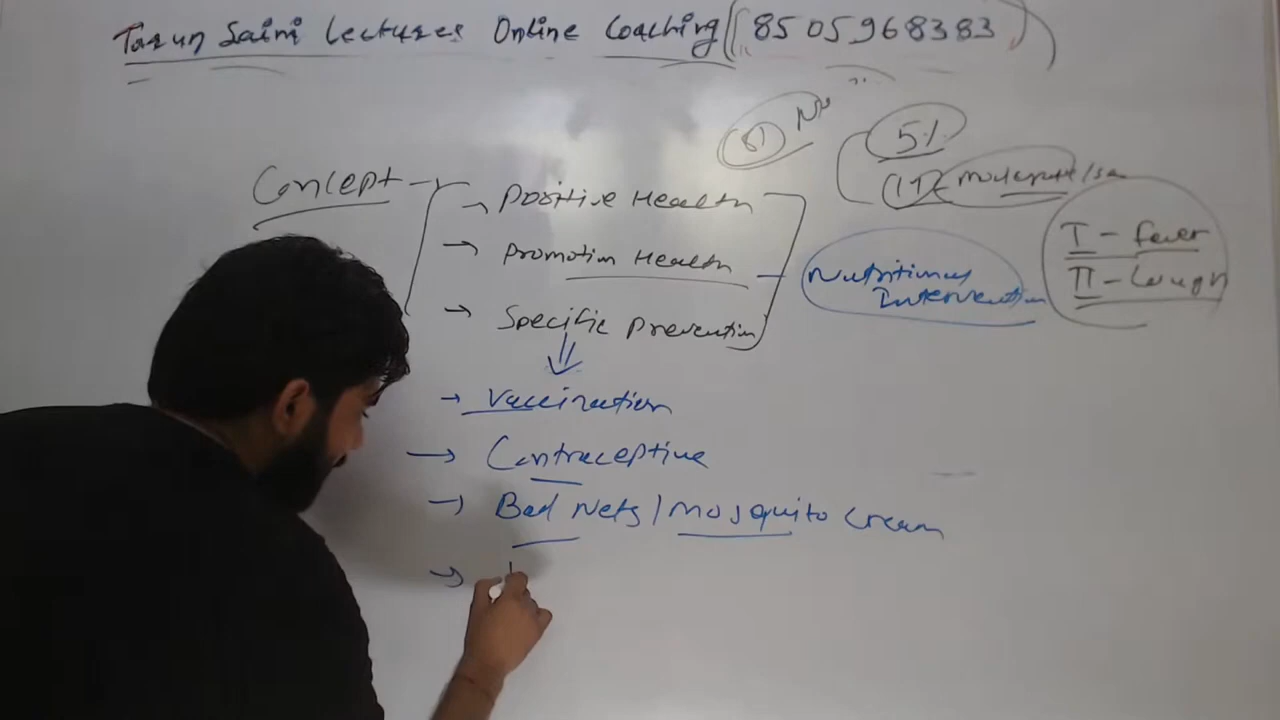 Tarun Saini Lectures Online Coaching (8505968383)
5%
Concept
→ Positive Health
I - Fever
→ Promotion Health
Nutritional
Intervention
II - Cough
→ Specific Prevention
→ Vaccination
→ Contraceptive
→ Bed Nets / Mosquito Cream
→